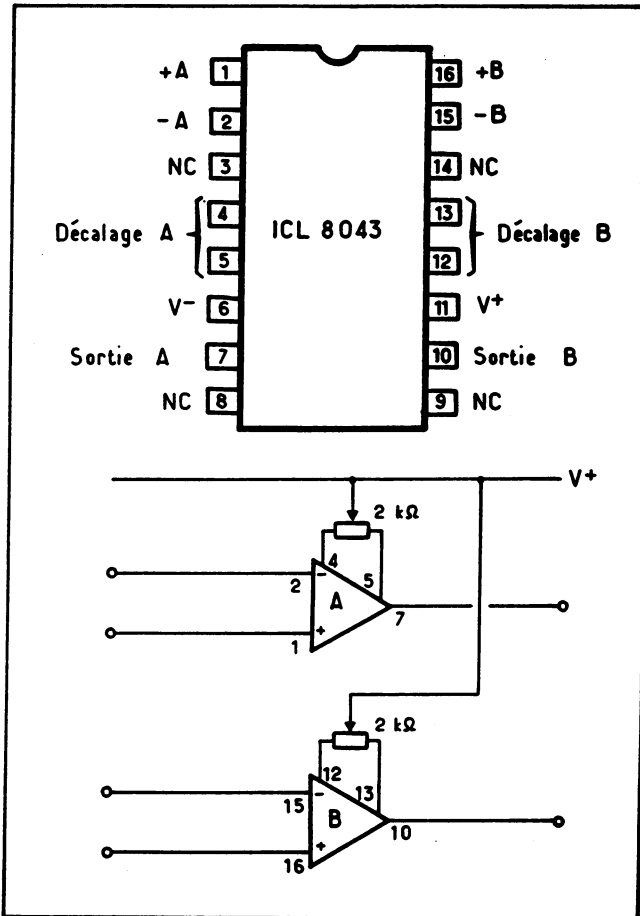 +A 1 16 +B
-A 2 15 -B
NC 3 14 NC
Décalage A 4 13 Décalage B
5 12
ICL 8043
V- 6 11 V+
Sortie A 7 10 Sortie B
NC 8 9 NC
V+
2 kΩ
4
2 - 5
A 7
1 +
2 kΩ
12
15 - 13
B 10
16 +